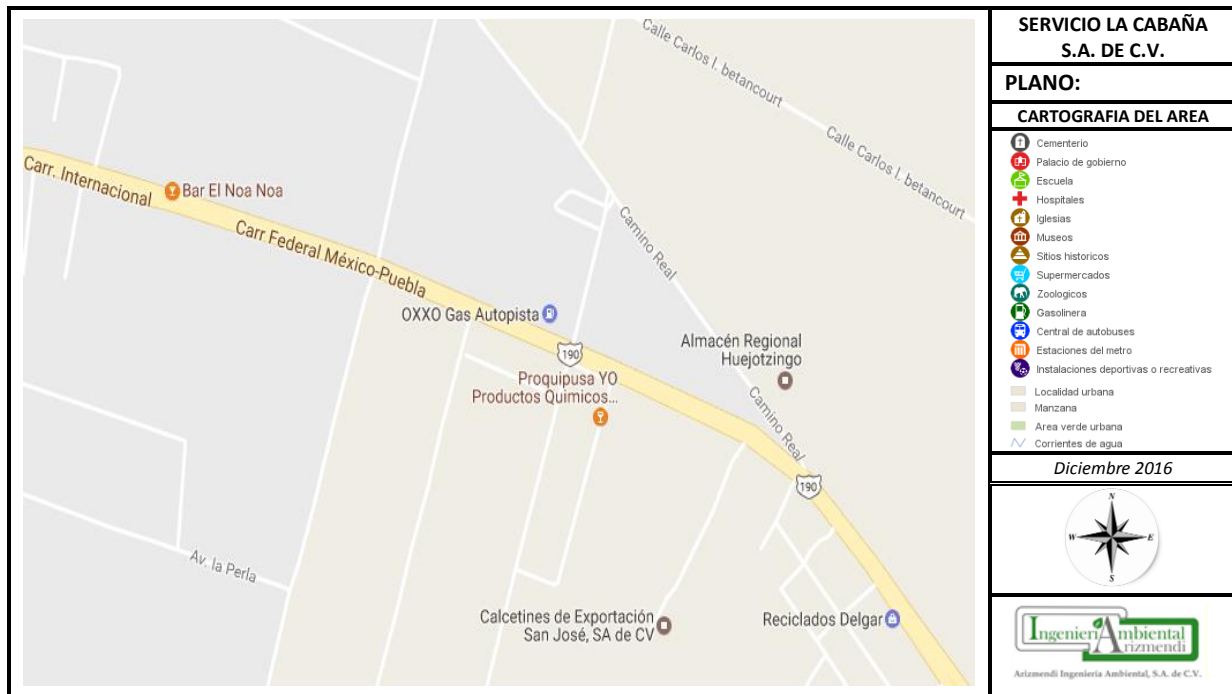 Calle Carlos I. betancourt
Calle Carlos I. betancourt
Carr. Internacional
Bar El Noa Noa
Camino Real
Carr Federal México-Puebla
OXXO Gas Autopista
190
Almacén Regional
Huejotzingo
Proquipusa YO
Productos Quimicos...
Camino Real
190
Av. la Perla
Calcetines de Exportación
San José, SA de CV
Reciclados Delgar
SERVICIO LA CABAÑA
S.A. DE C.V.
PLANO:
CARTOGRAFIA DEL AREA
Cementerio
Palacio de gobierno
Escuela
Hospitales
Iglesias
Museos
Sitios historicos
Supermercados
Zoologicos
Gasolinera
Central de autobuses
Estaciones del metro
Instalaciones deportivas o recreativas
Localidad urbana
Manzana
Area verde urbana
Corrientes de agua
Diciembre 2016
N
W E
S
Ingenieri Ambiental
Arizmendi
Arizmendi Ingeniería Ambiental, S.A. de C.V.